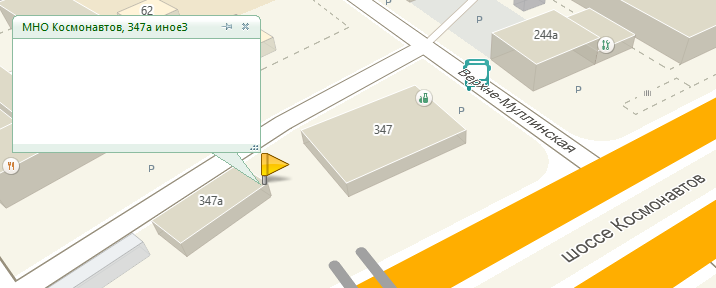 62
МНО Космонавтов, 347а иное3
244а
Верхне-Муллинская
P
P
P
347
P
P
347а
шоссе Космонавтов